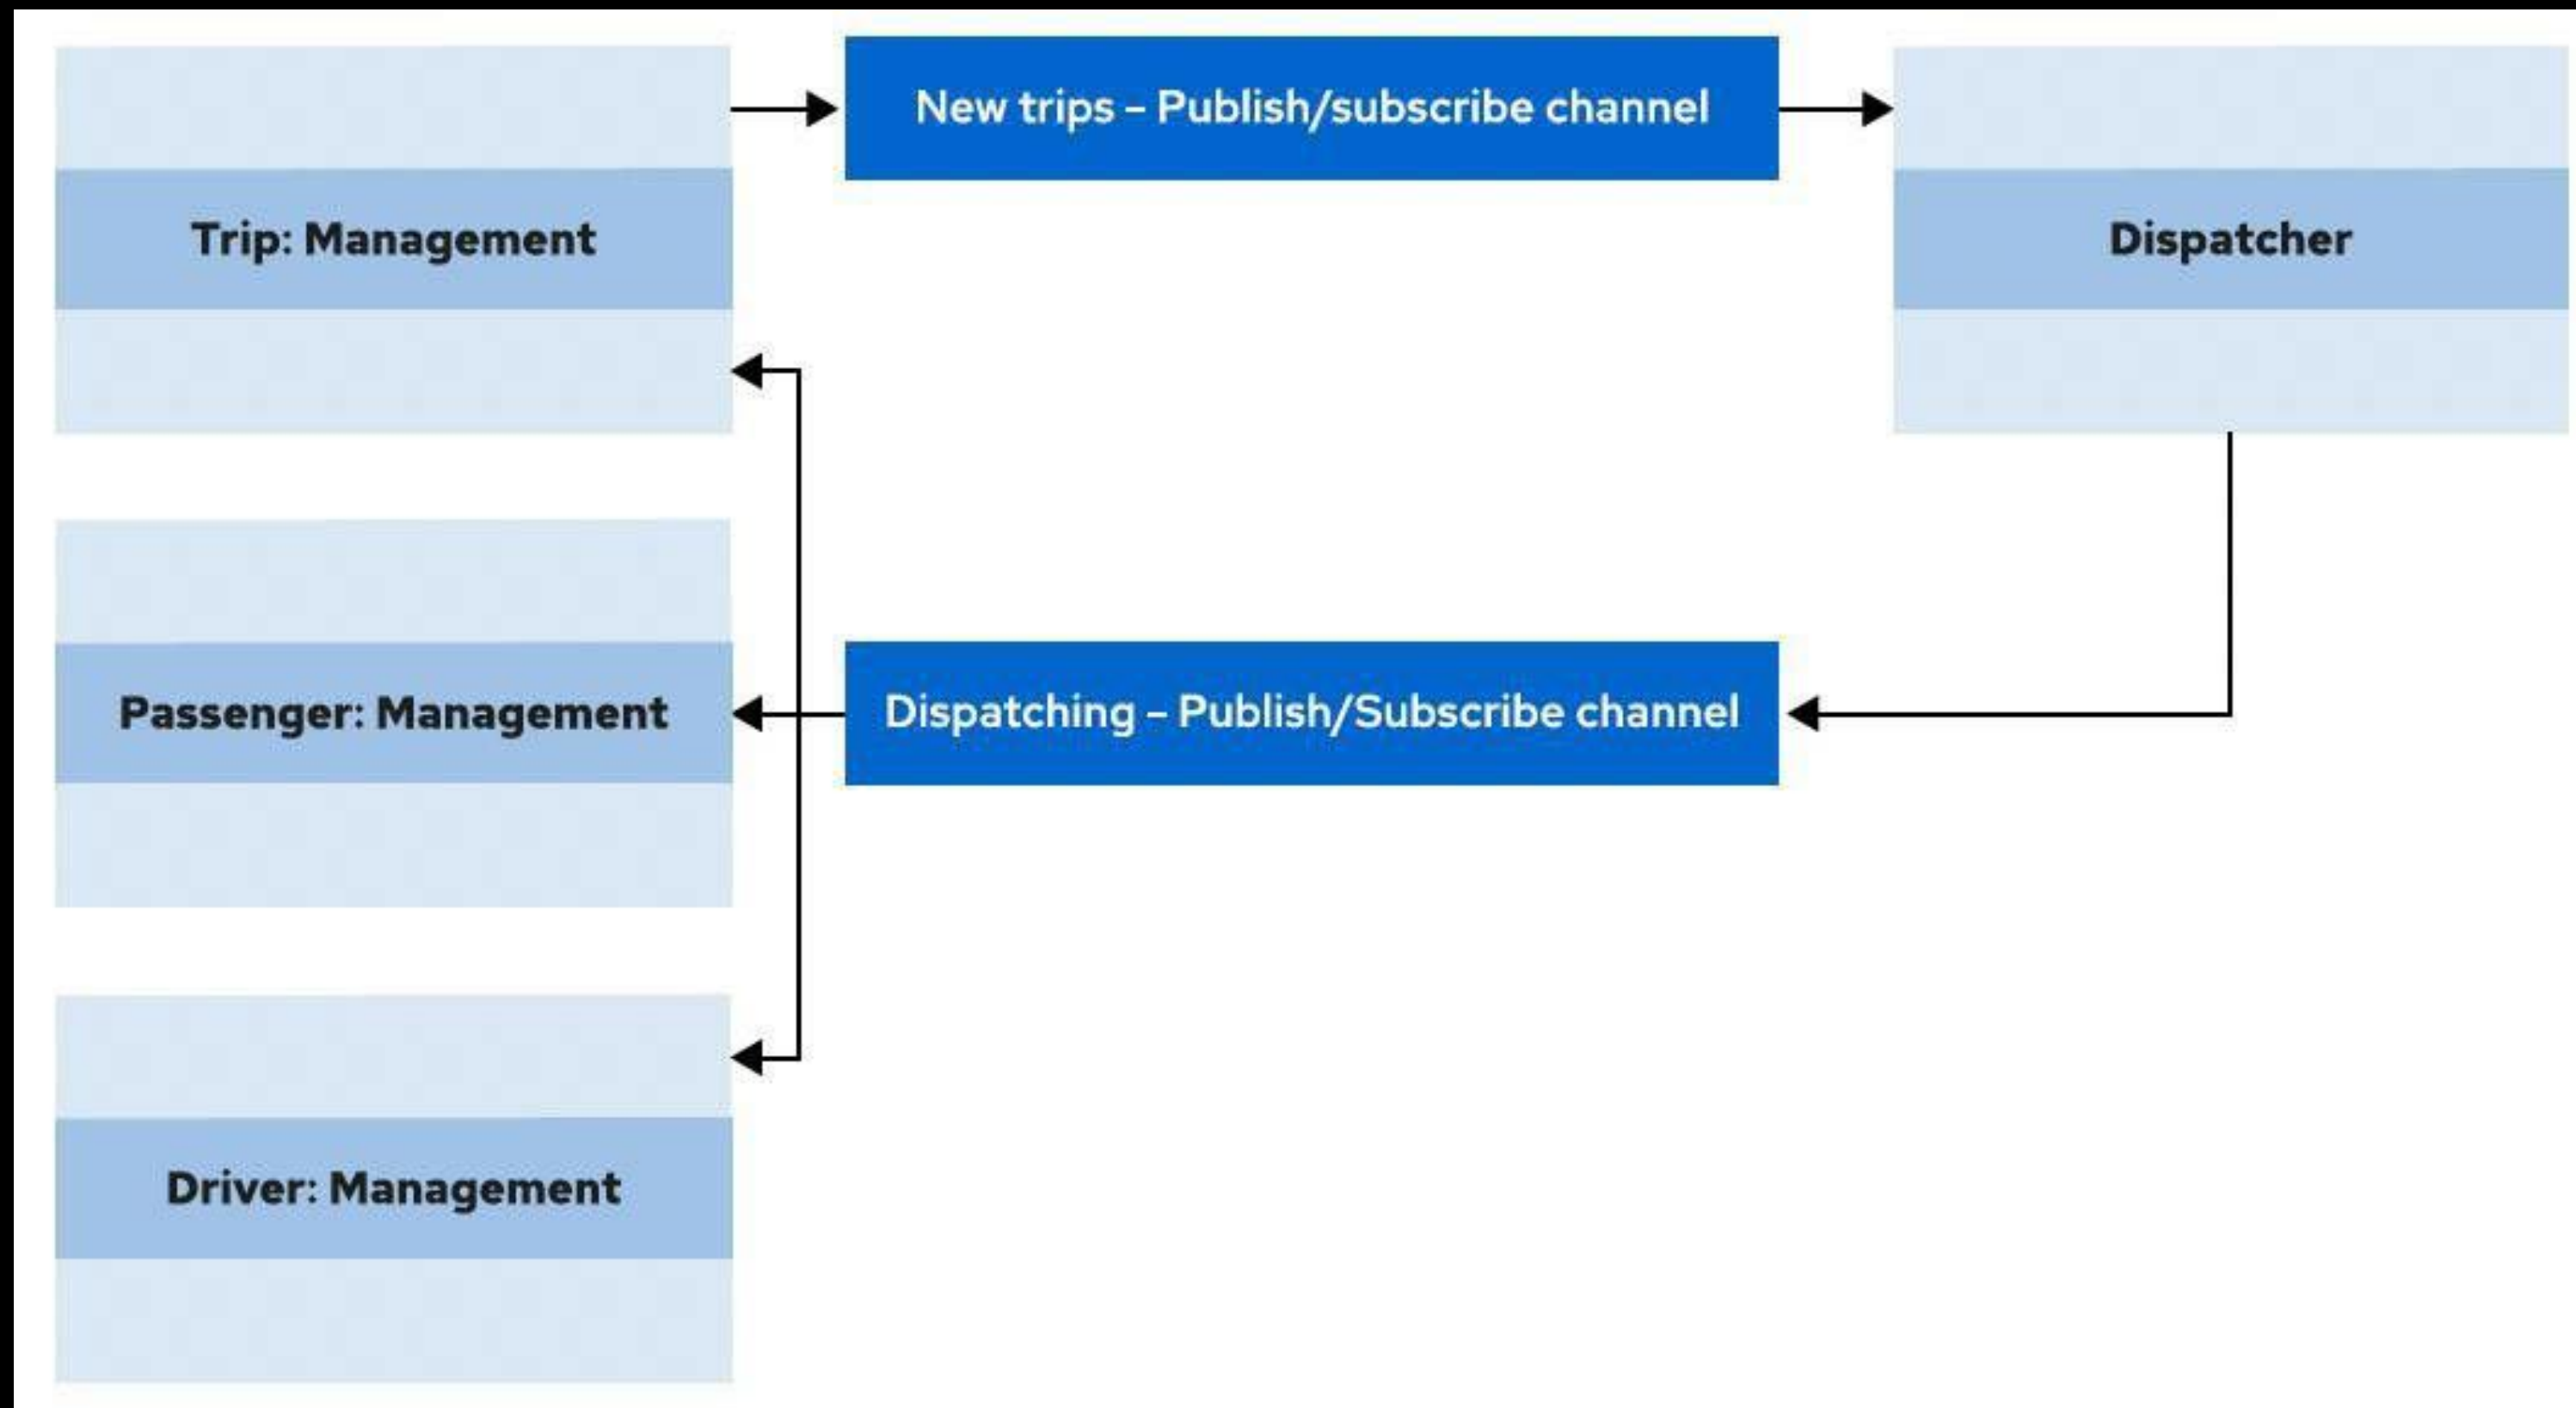 New trips – Publish/subscribe channel
Trip: Management
Dispatcher
Passenger: Management
Dispatching – Publish/Subscribe channel
Driver: Management